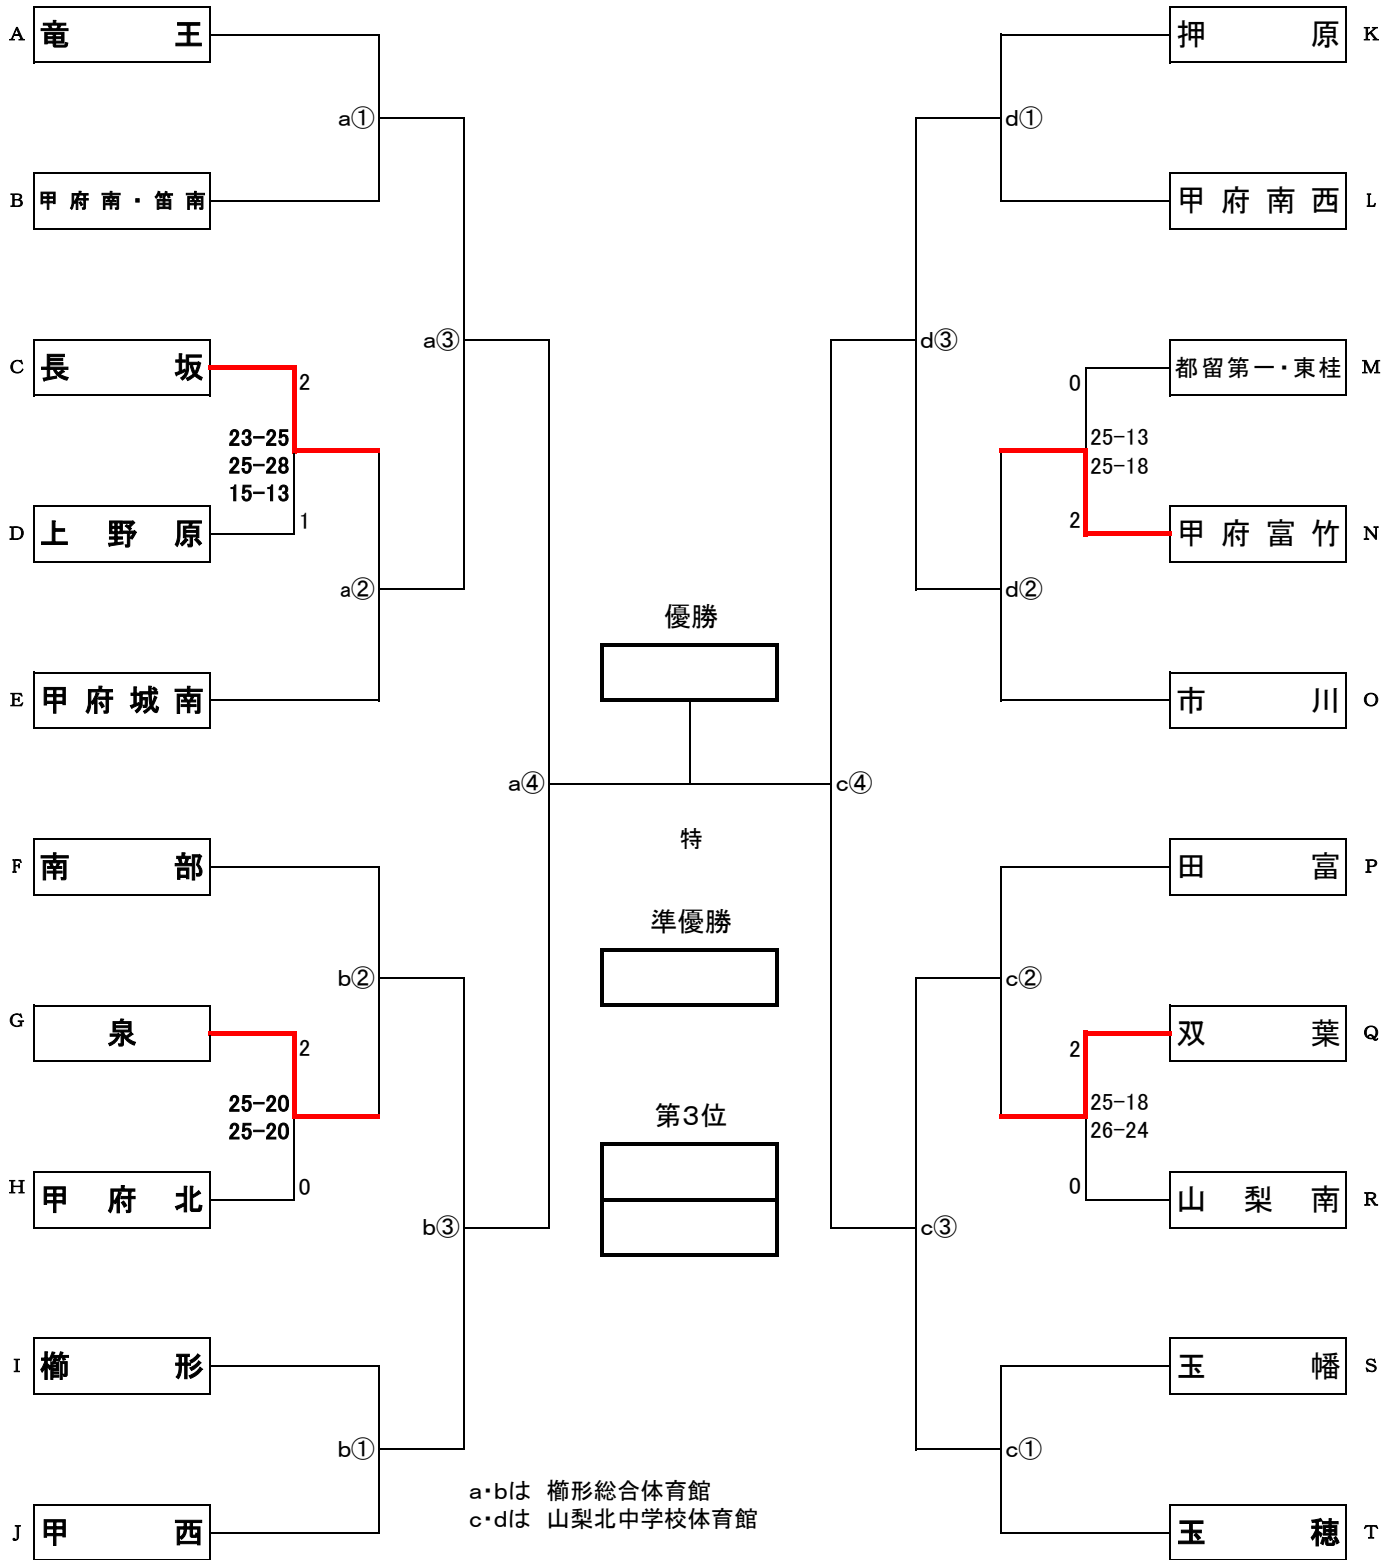 A 竜王
a①
B 甲府南・笛南
a③
C 長坂
2
23-25
25-28
15-13
1
D 上野原
a②
E 甲府城南
a④
F 南部
b②
G 泉
2
25-20
25-20
0
H 甲府北
b③
I 櫛形
b①
J 甲西
優勝
特
準優勝
第3位
a・bは 櫛形総合体育館
c・dは 山梨北中学校体育館
押原 K
d①
甲府南西 L
d③
都留第一・東桂 M
0
25-13
25-18
2
甲府富竹 N
d②
市川 O
c④
田富 P
c②
双葉 Q
2
25-18
26-24
0
山梨南 R
c③
玉幡 S
c①
玉穂 T